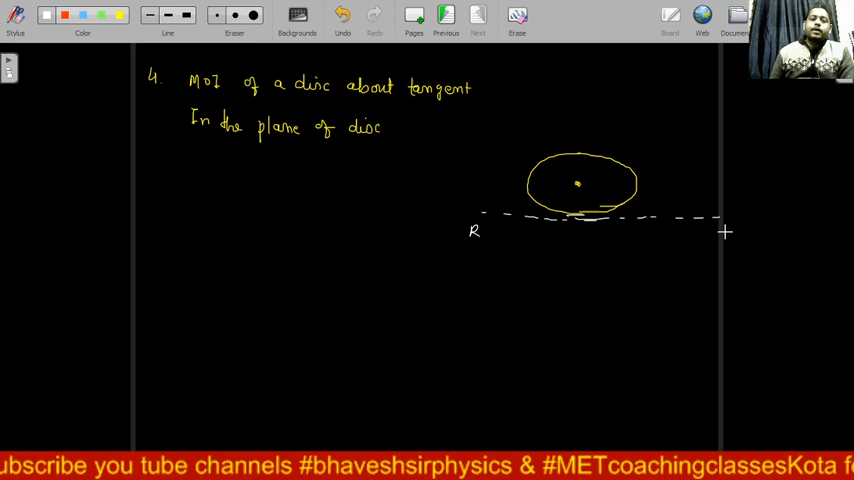 Stylus
Color
Line
Eraser
Backgrounds
Undo
Redo
Pages
Previous
Next
Erase
Board
Web
Documen
4. MOI of a disc about tangent
In the plane of disc
R
ubscribe you tube channels #bhaveshsirphysics & #METcoachingclassesKota fo